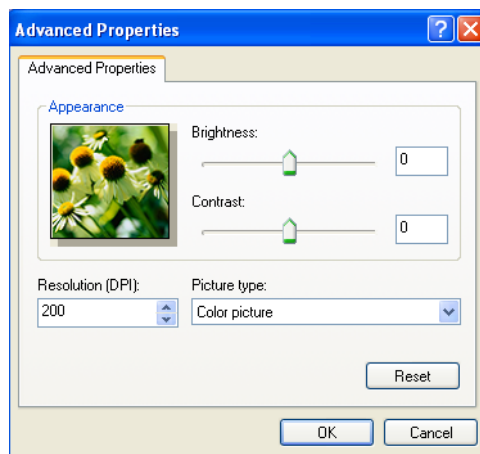 Advanced Properties
Advanced Properties
Appearance
Brightness:
0
Contrast:
0
Resolution (DPI): Picture type:
200 Color picture
Reset
OK Cancel